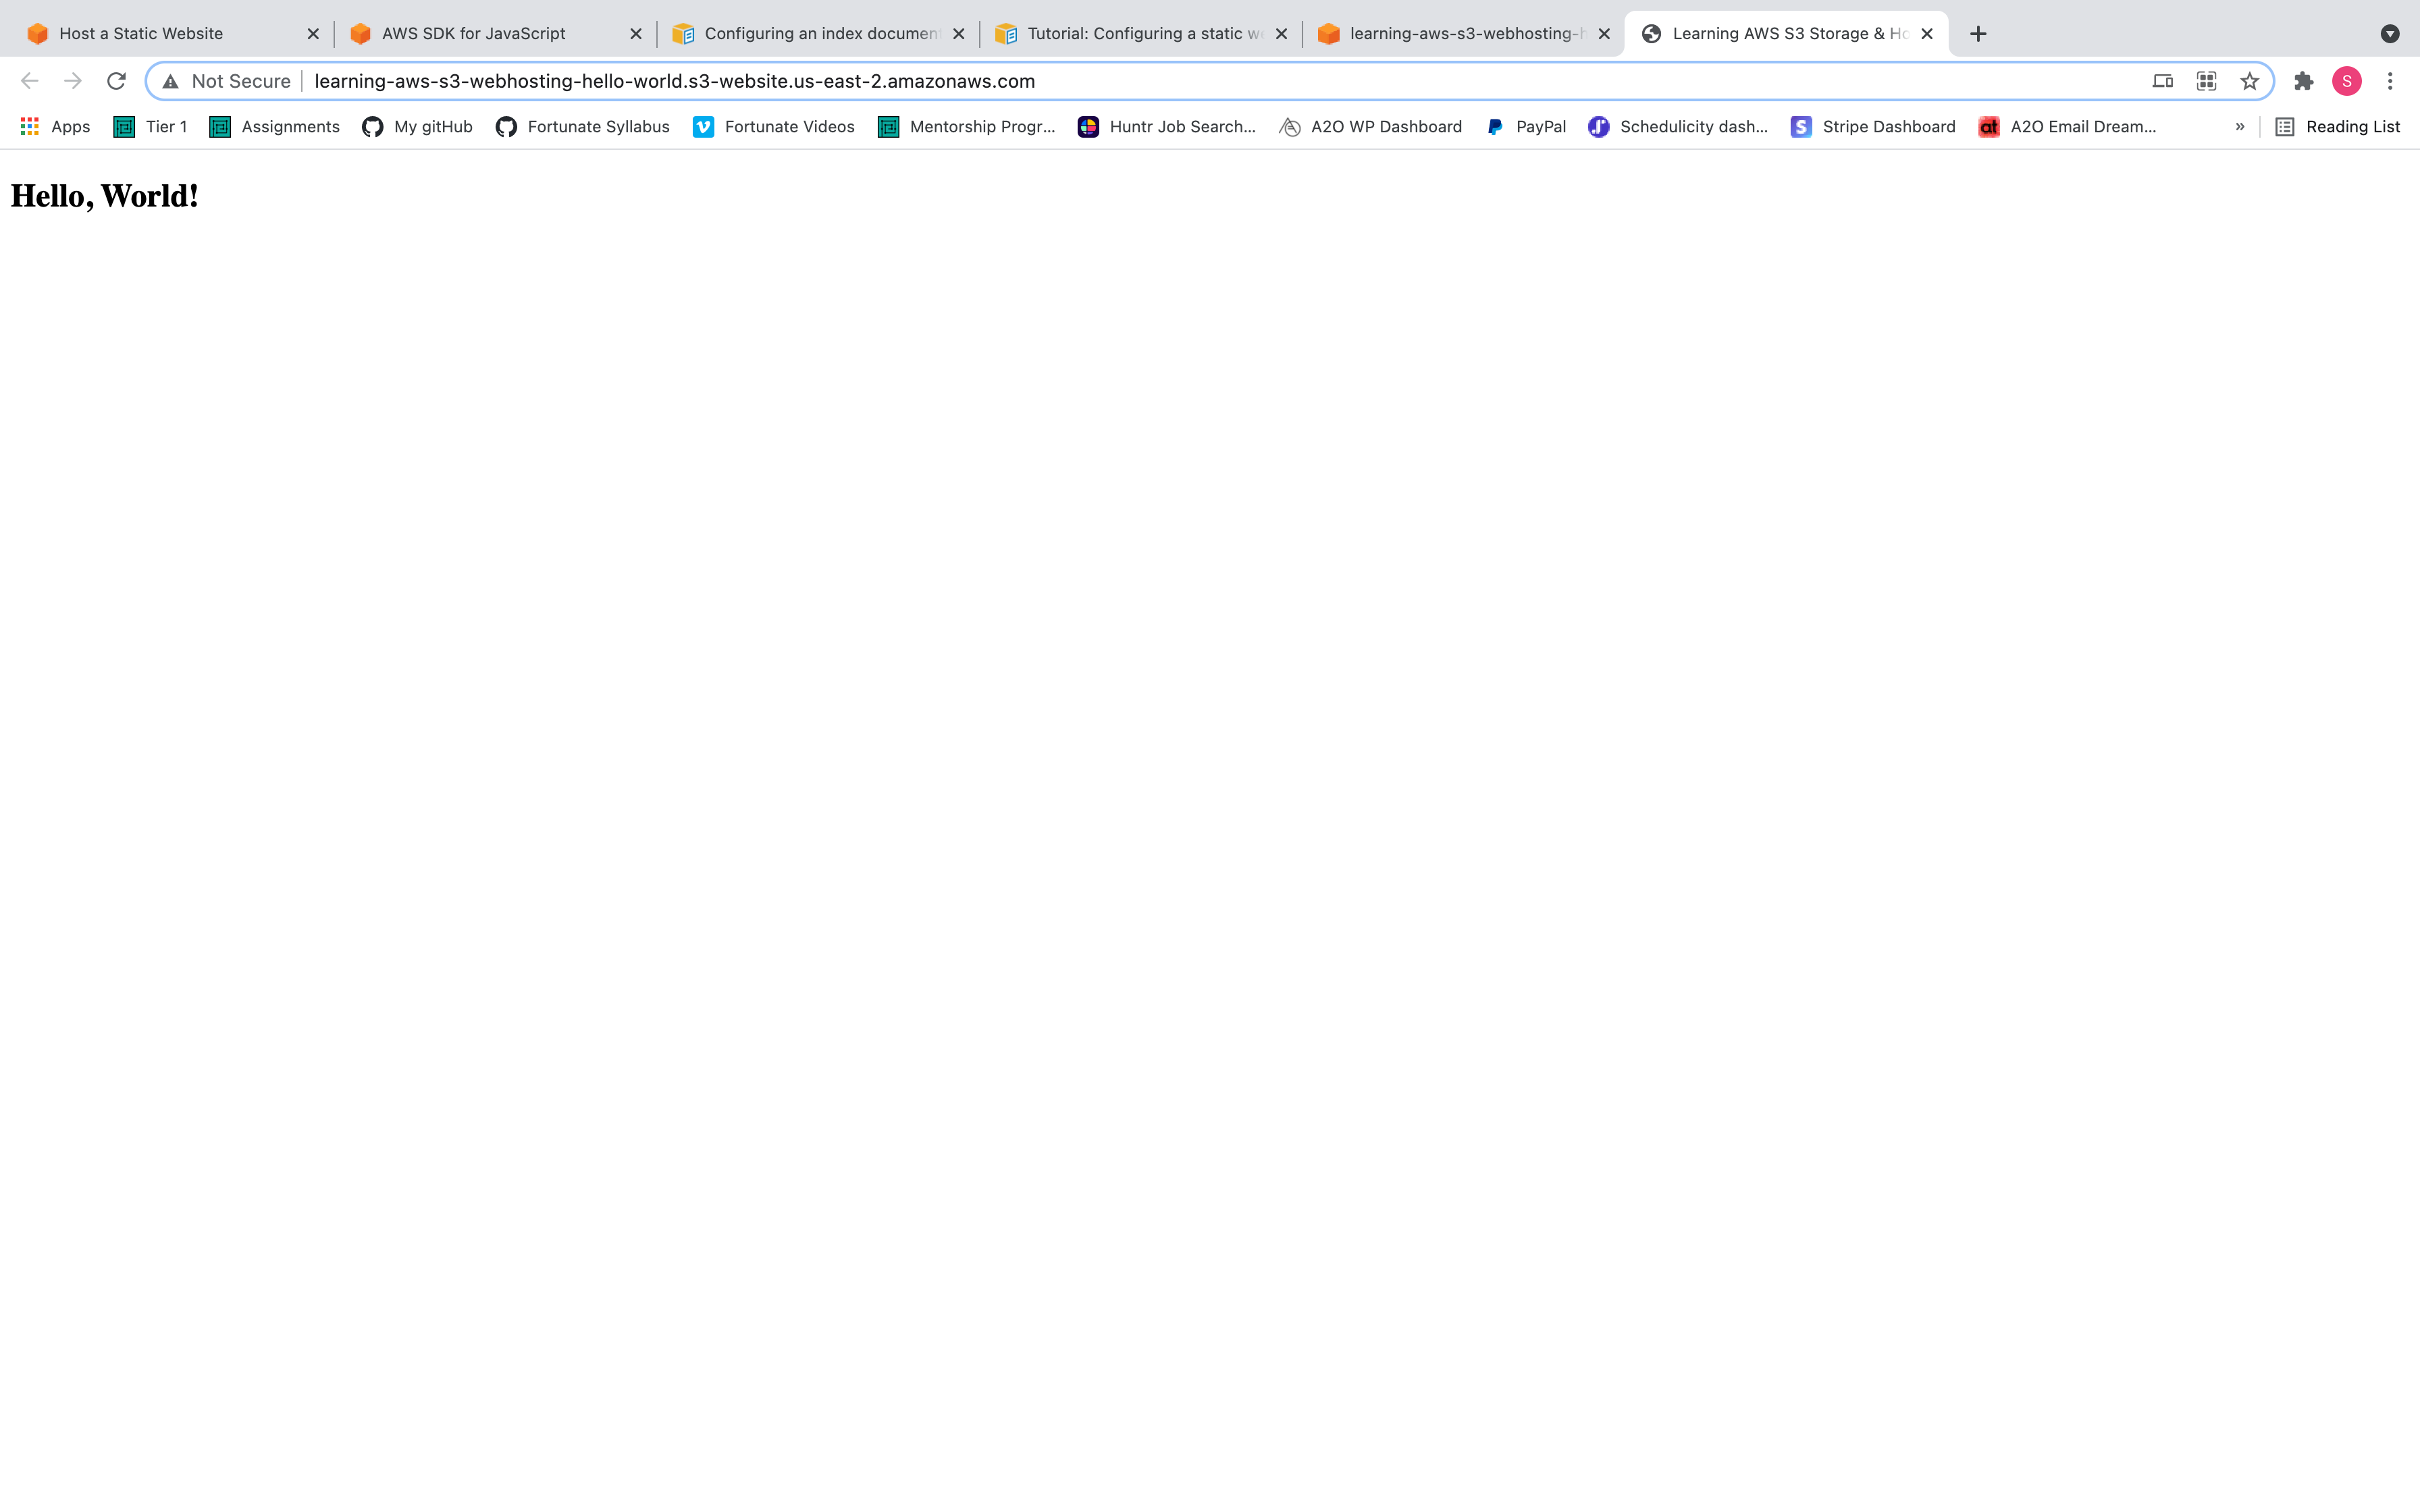 Host a Static Website
AWS SDK for JavaScript
Configuring an index document
Tutorial: Configuring a static we
learning-aws-s3-webhosting-h
Learning AWS S3 Storage & Ho
Not Secure learning-aws-s3-webhosting-hello-world.s3-website.us-east-2.amazonaws.com
S
Apps Tier 1 Assignments My gitHub Fortunate Syllabus Fortunate Videos Mentorship Progr... Huntr Job Search... A2O WP Dashboard PayPal Schedulicity dash... Stripe Dashboard at A2O Email Dream... » Reading List
Hello, World!